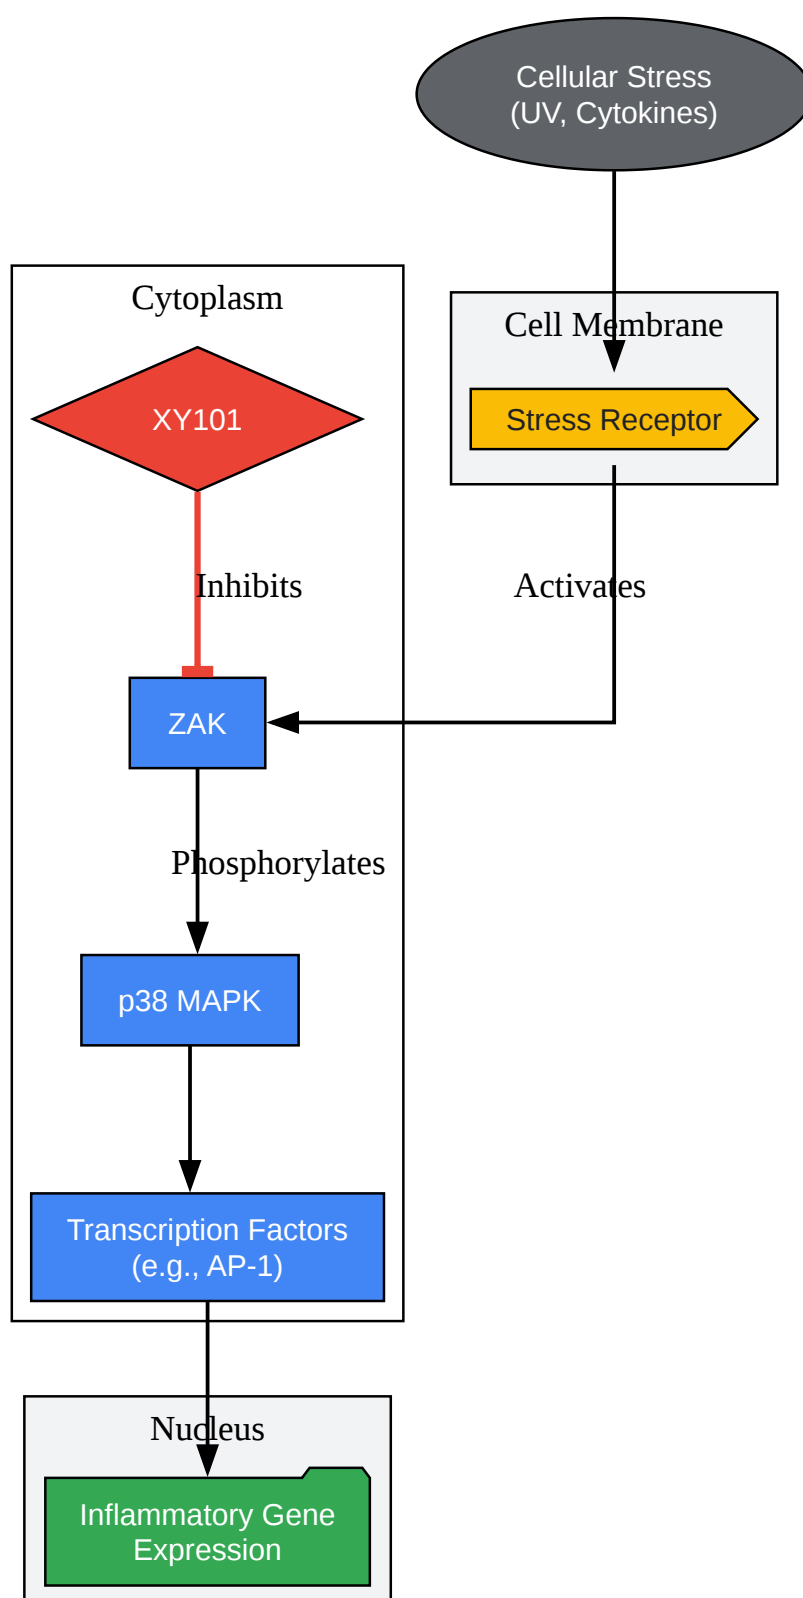 Cellular Stress
(UV, Cytokines)
Cytoplasm
Cell Membrane
XY101
Stress Receptor
Inhibits
Activates
ZAK
Phosphorylates
p38 MAPK
Transcription Factors
(e.g., AP-1)
Nucleus
Inflammatory Gene
Expression